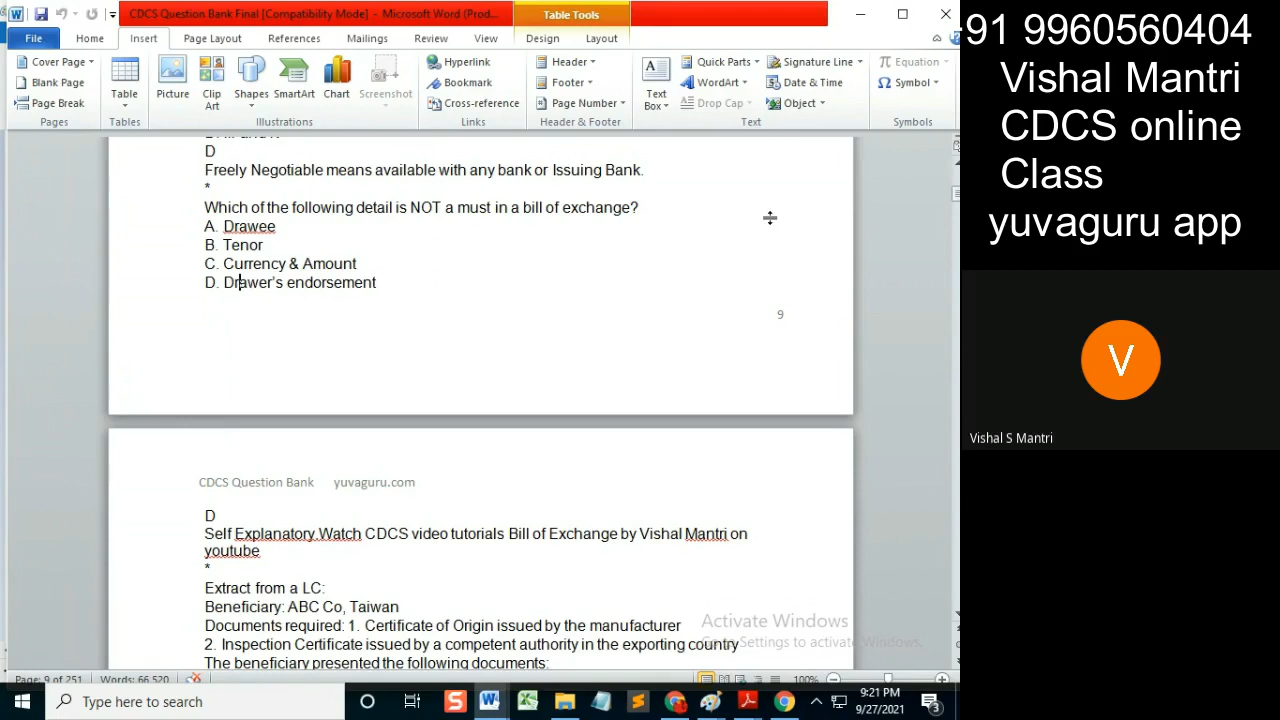 CDCS Question Bank Final [Compatibility Mode] - Microsoft Word (Prod...
Table Tools
File Home Insert Page Layout References Mailings Review View Design Layout
Cover Page
Blank Page
Page Break
Pages
Table
Tables
Picture
Clip Art
Shapes
SmartArt
Chart
Screenshot
Illustrations
Hyperlink
Bookmark
Cross-reference
Links
Header
Footer
Page Number
Header & Footer
Text Box
Quick Parts
WordArt
Drop Cap
Signature Line
Date & Time
Object
Text
Equation
Symbol
Symbols
D
Freely Negotiable means available with any bank or Issuing Bank.
*
Which of the following detail is NOT a must in a bill of exchange?
A. Drawee
B. Tenor
C. Currency & Amount
D. Drawer's endorsement
9
CDCS Question Bank yuvaguru.com
D
Self Explanatory.Watch CDCS video tutorials Bill of Exchange by Vishal Mantri on
youtube
*
Extract from a LC:
Beneficiary: ABC Co, Taiwan
Documents required: 1. Certificate of Origin issued by the manufacturer
2. Inspection Certificate issued by a competent authority in the exporting country
The beneficiary presented the following documents:
Activate Windows
Go to Settings to activate Windows.
Page: 9 of 251 Words: 66,520 100%
Type here to search
9:21 PM
9/27/2021
3
-91 9960560404
Vishal Mantri
CDCS online
Class
yuvaguru app
V
Vishal S Mantri